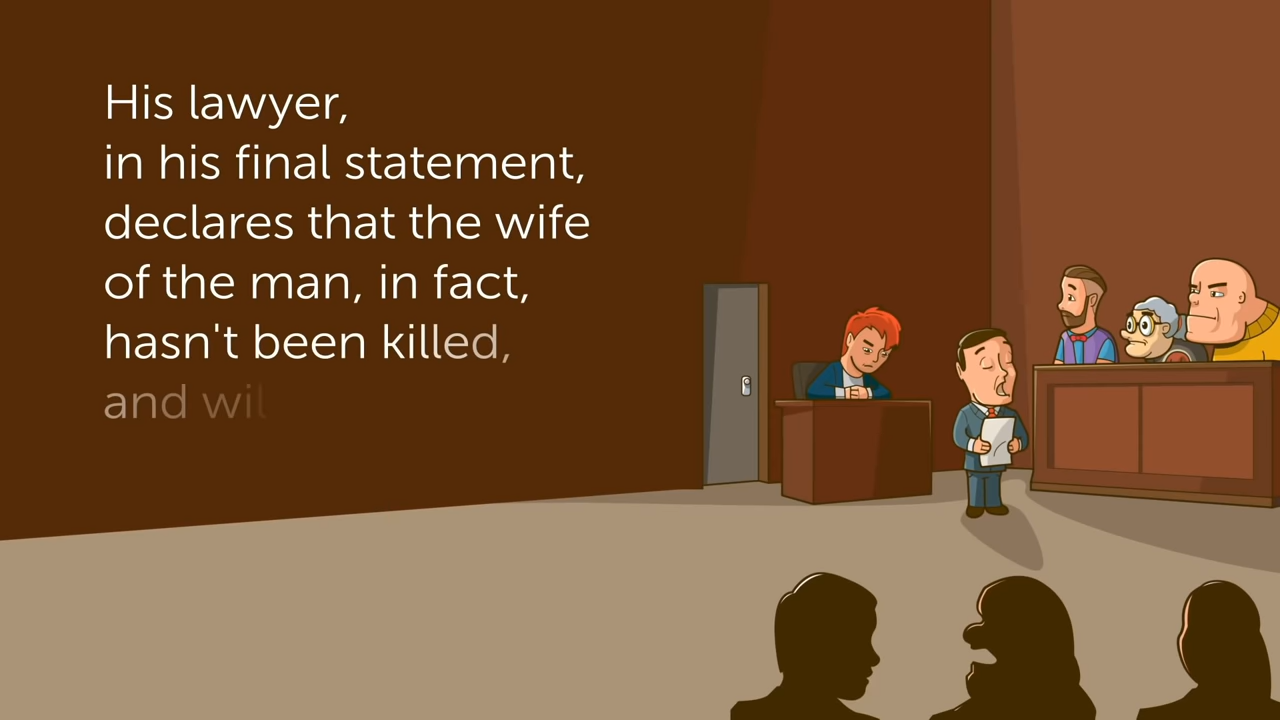 His lawyer,
in his final statement,
declares that the wife
of the man, in fact,
hasn't been killed,
and wil